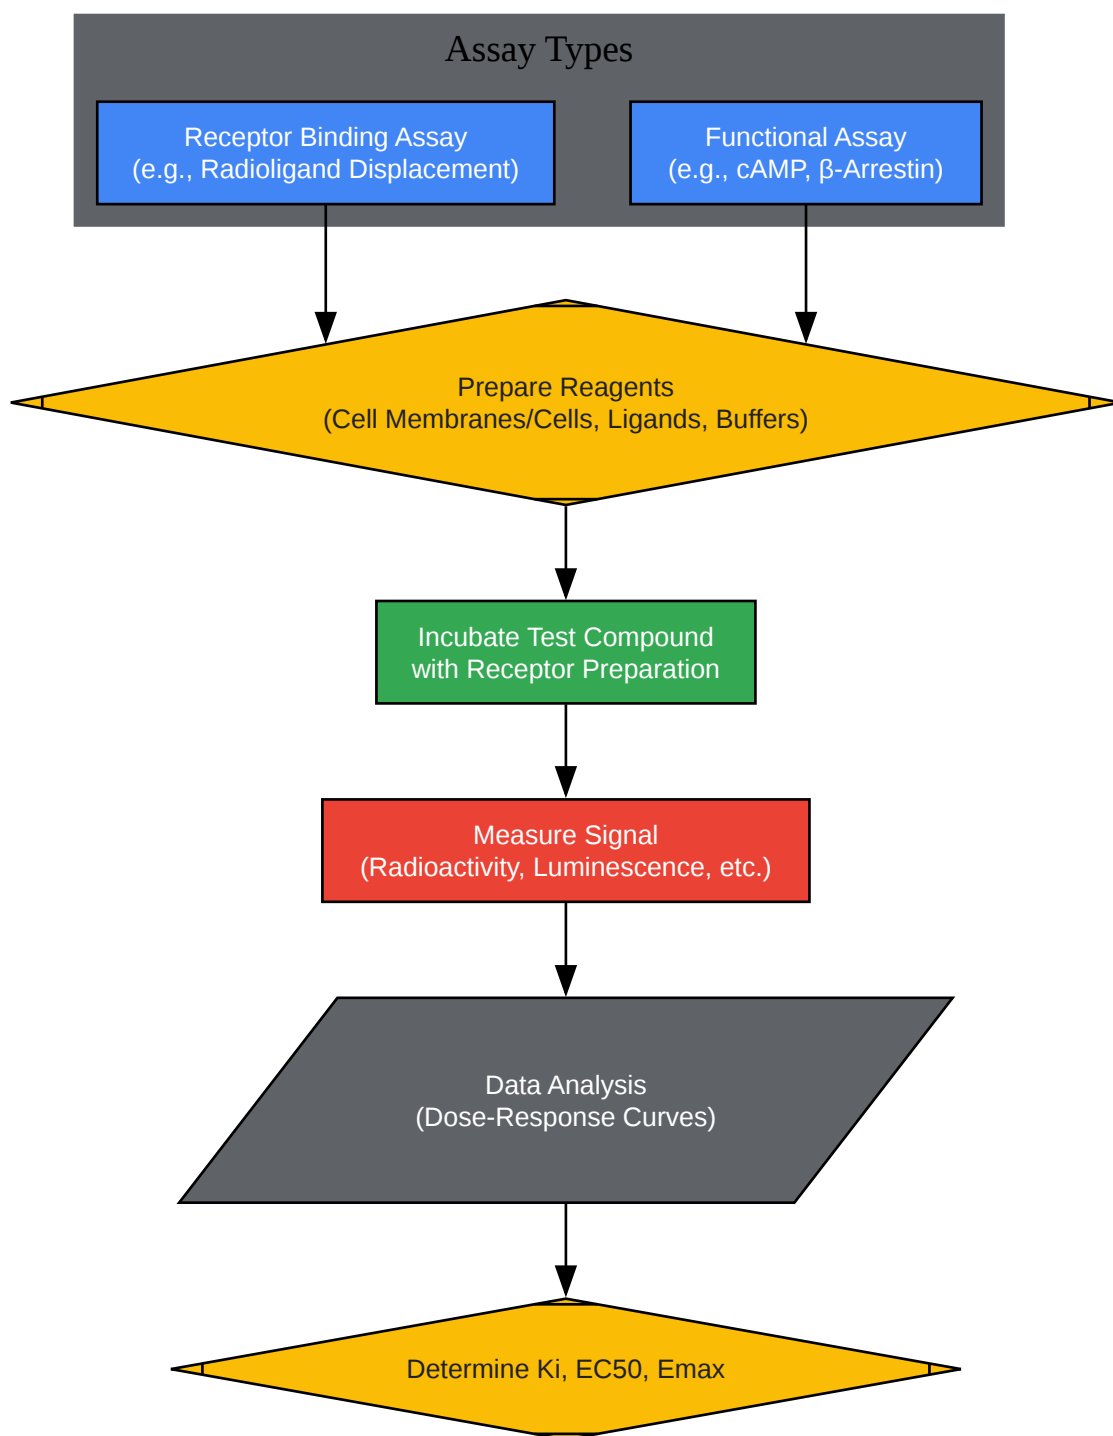 Assay Types
Receptor Binding Assay
(e.g., Radioligand Displacement)
Functional Assay
(e.g., cAMP, β-Arrestin)
Prepare Reagents
(Cell Membranes/Cells, Ligands, Buffers)
Incubate Test Compound
with Receptor Preparation
Measure Signal
(Radioactivity, Luminescence, etc.)
Data Analysis
(Dose-Response Curves)
Determine Ki, EC50, Emax